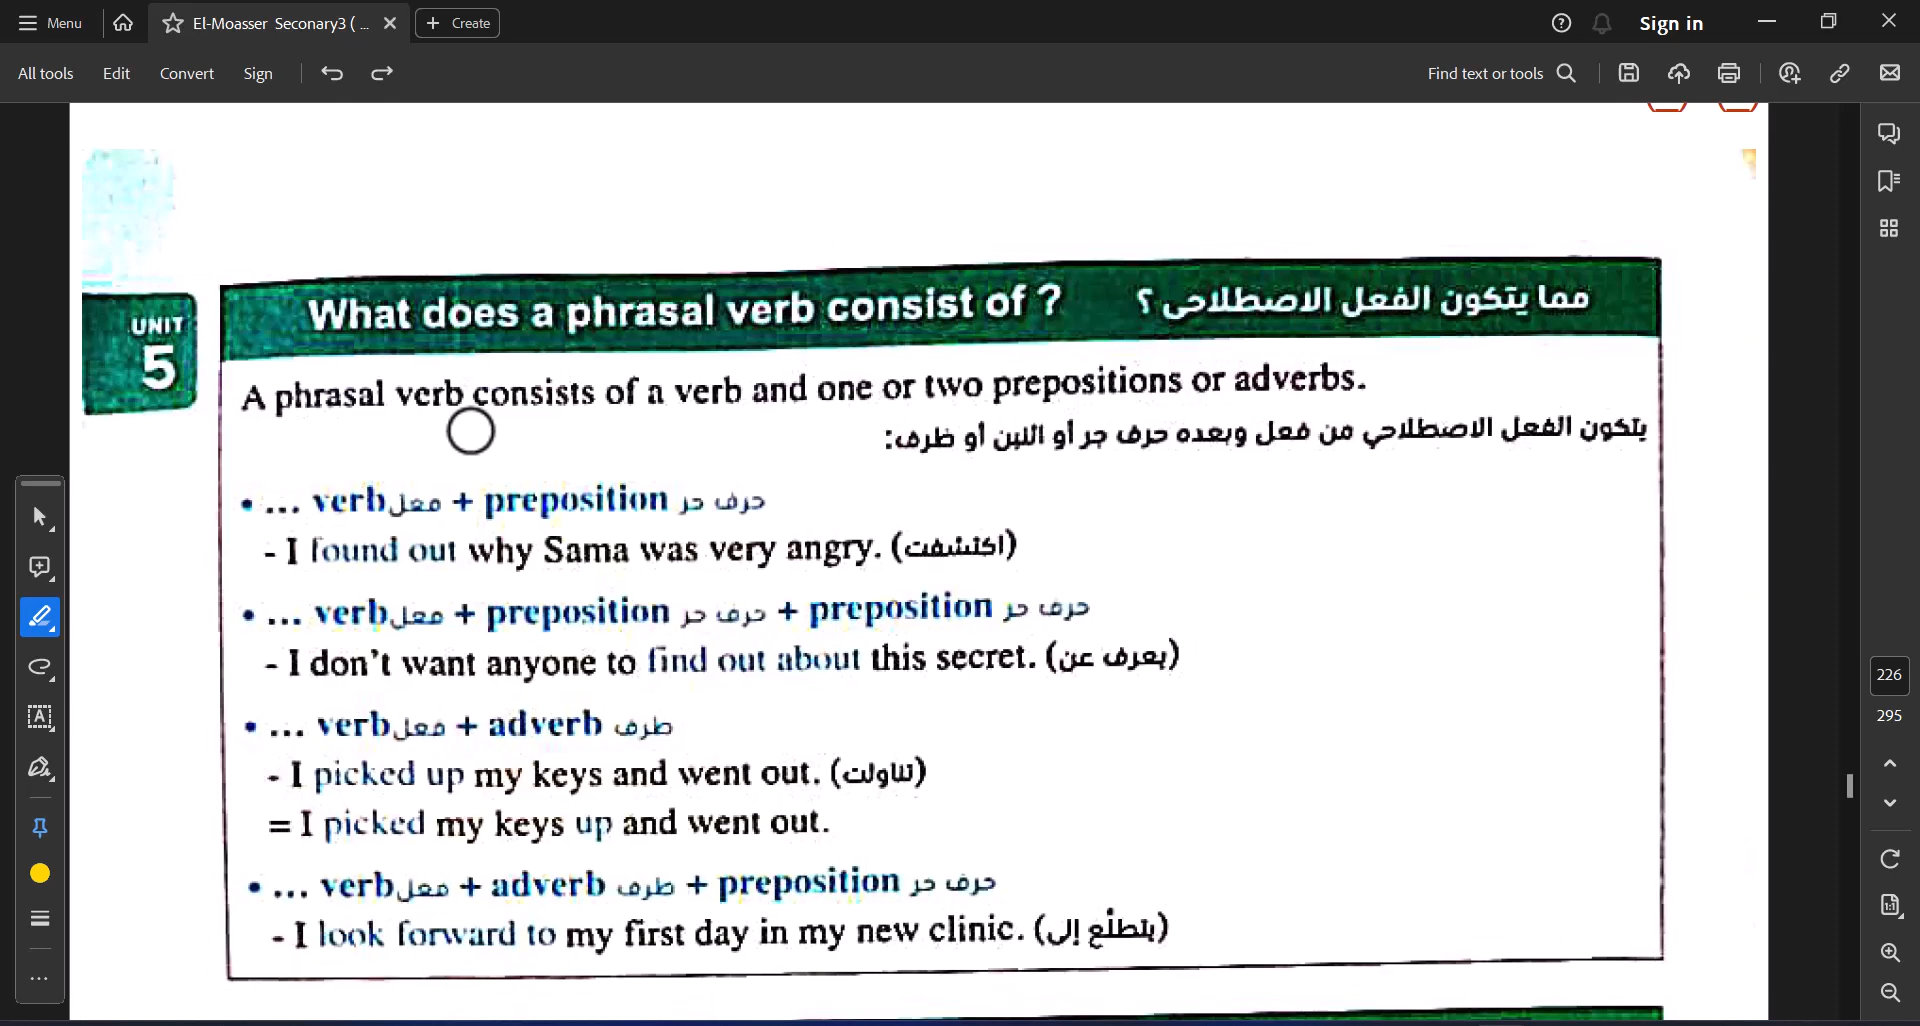 Menu
El-Moasser Seconary3 ( ...
Create
Sign in
All tools
Edit
Convert
Sign
Find text or tools
UNIT
5
What does a phrasal verb consist of ? مما يتكون الفعل الاصطلاحى ؟
A phrasal verb consists of a verb and one or two prepositions or adverbs.
يتكون الفعل الاصطلاحي من فعل وبعده حرف جر أو اثنين أو ظرف:
• ... verb فعل + preposition حرف جر
- I found out why Sama was very angry. (اكتشفت)
• ... verb فعل + preposition حرف جر + preposition حرف جر
- I don't want anyone to find out about this secret. (يعرف عن)
• ... verb فعل + adverb ظرف
- I picked up my keys and went out. (تناولت)
= I picked my keys up and went out.
• ... verb فعل + adverb ظرف + preposition حرف جر
- I look forward to my first day in my new clinic. (يتطلّع إلى)
226
295
1:1